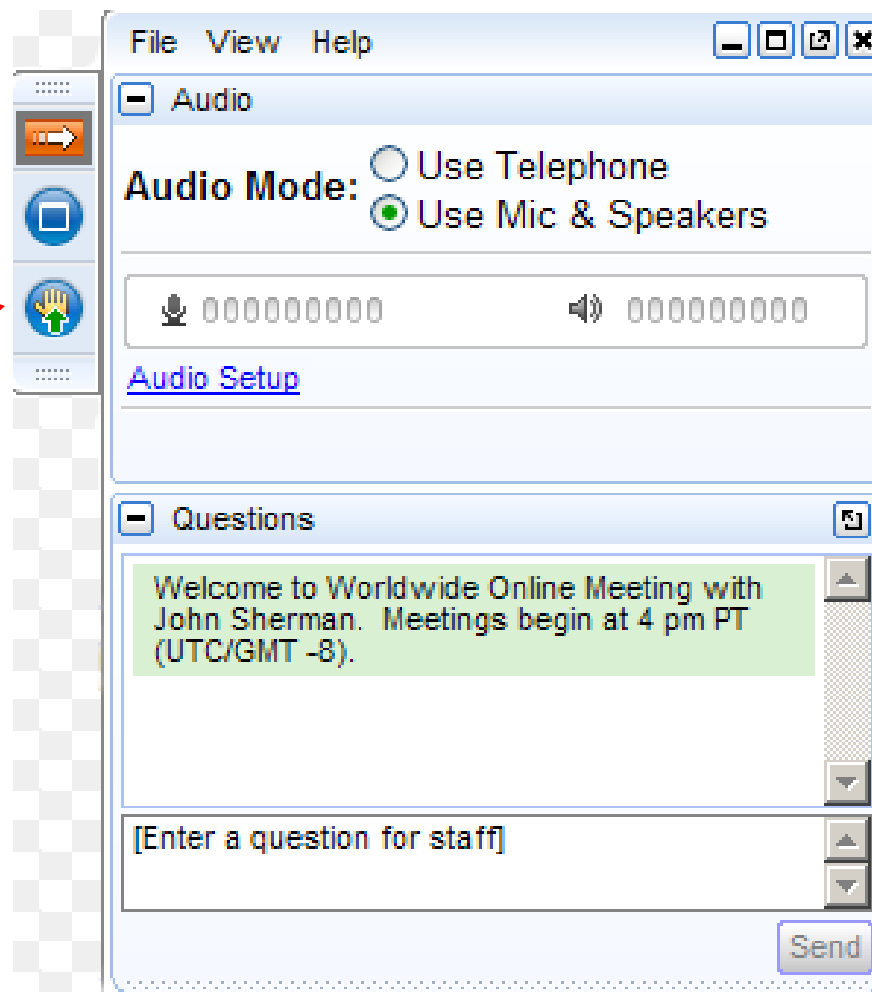 File View Help
Audio
Audio Mode:
Use Telephone
Use Mic & Speakers
000000000 000000000
Audio Setup
Questions
Welcome to Worldwide Online Meeting with
John Sherman. Meetings begin at 4 pm PT
(UTC/GMT -8).
[Enter a question for staff]
Send